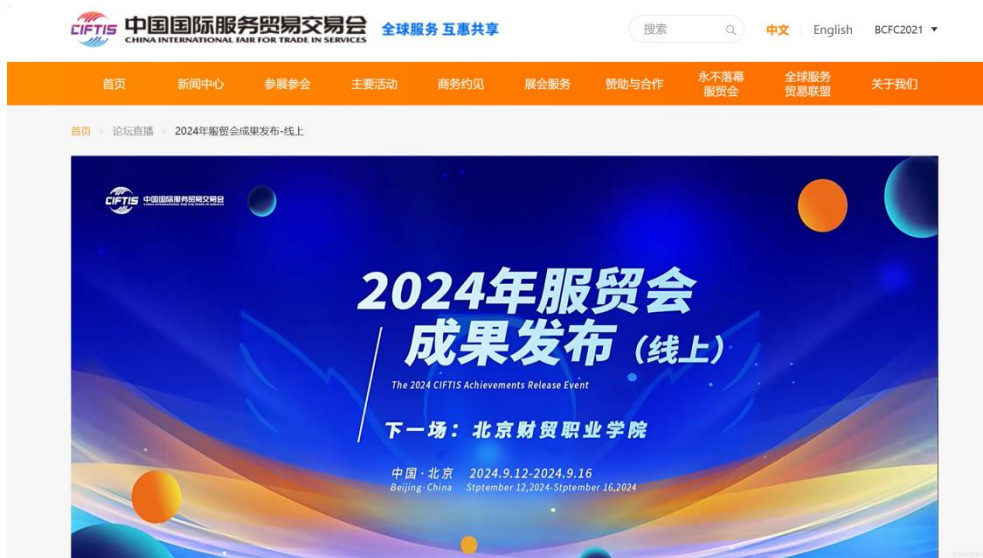 CIFTIS 中国国际服务贸易交易会
CHINA INTERNATIONAL FAIR FOR TRADE IN SERVICES
全球服务 互惠共享
搜索
中文 English BCFC2021
首页 新闻中心 参展参会 主要活动 商务约见 展会服务 赞助与合作 永不落幕 全球服务 关于我们
服贸会 贸易联盟
首页 > 论坛直播 > 2024年服贸会成果发布-线上
CIFTIS 中国国际服务贸易交易会
2024年服贸会
成果发布（线上）
The 2024 CIFTIS Achievements Release Event
下一场：北京财贸职业学院
中国·北京 2024.9.12-2024.9.16
Beijing·China Stptember 12,2024-Stptember 16,2024